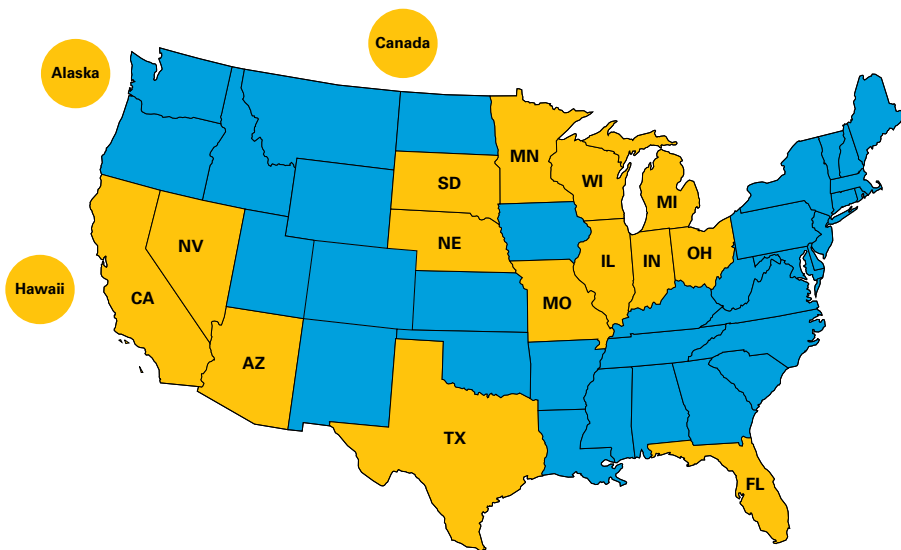 Canada
Alaska
MN
SD
WI
MI
NV
NE
OH
IL
IN
Hawaii
CA
MO
AZ
TX
FL